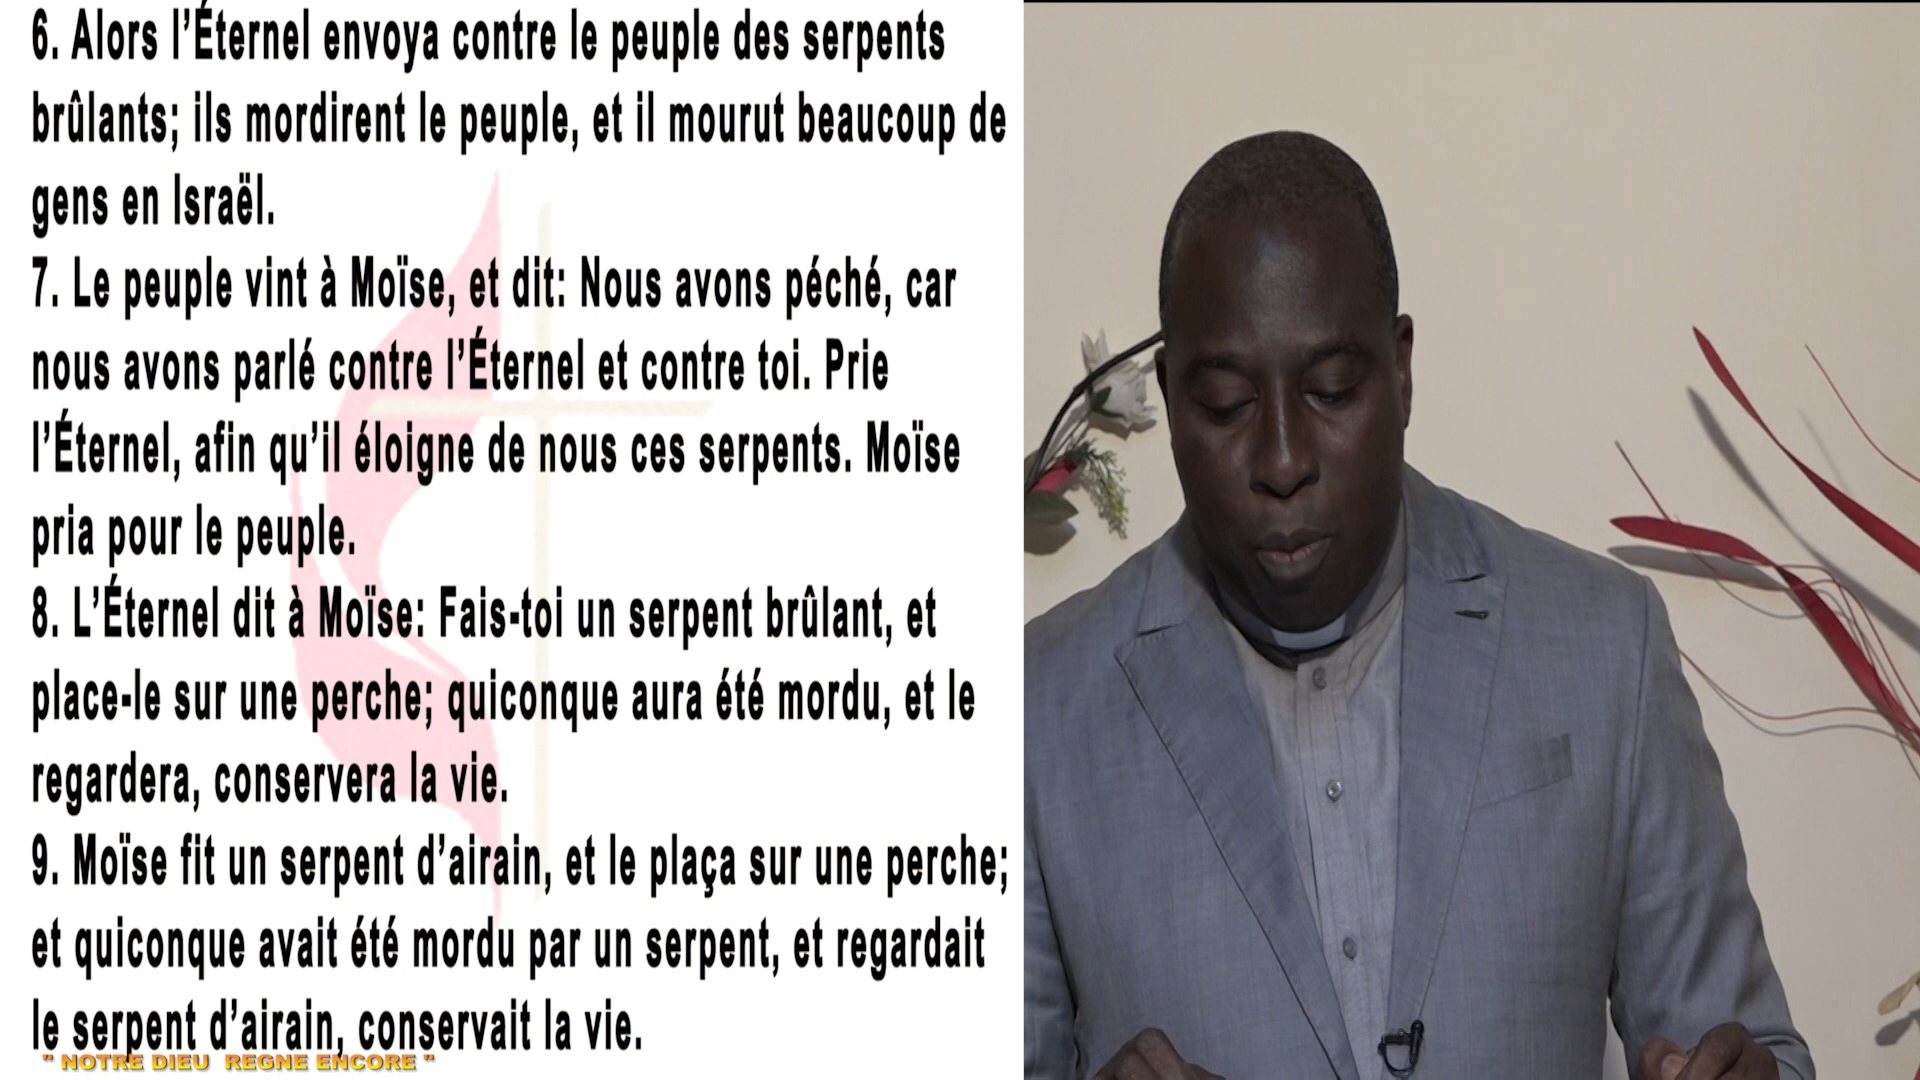 6. Alors l’Éternel envoya contre le peuple des serpents
brûlants; ils mordirent le peuple, et il mourut beaucoup de
gens en Israël.
7. Le peuple vint à Moïse, et dit: Nous avons péché, car
nous avons parlé contre l’Éternel et contre toi. Prie
l’Éternel, afin qu’il éloigne de nous ces serpents. Moïse
pria pour le peuple.
8. L’Éternel dit à Moïse: Fais-toi un serpent brûlant, et
place-le sur une perche; quiconque aura été mordu, et le
regardera, conservera la vie.
9. Moïse fit un serpent d’airain, et le plaça sur une perche;
et quiconque avait été mordu par un serpent, et regardait
le serpent d’airain, conservait la vie.
" NOTRE DIEU REGNE ENCORE "